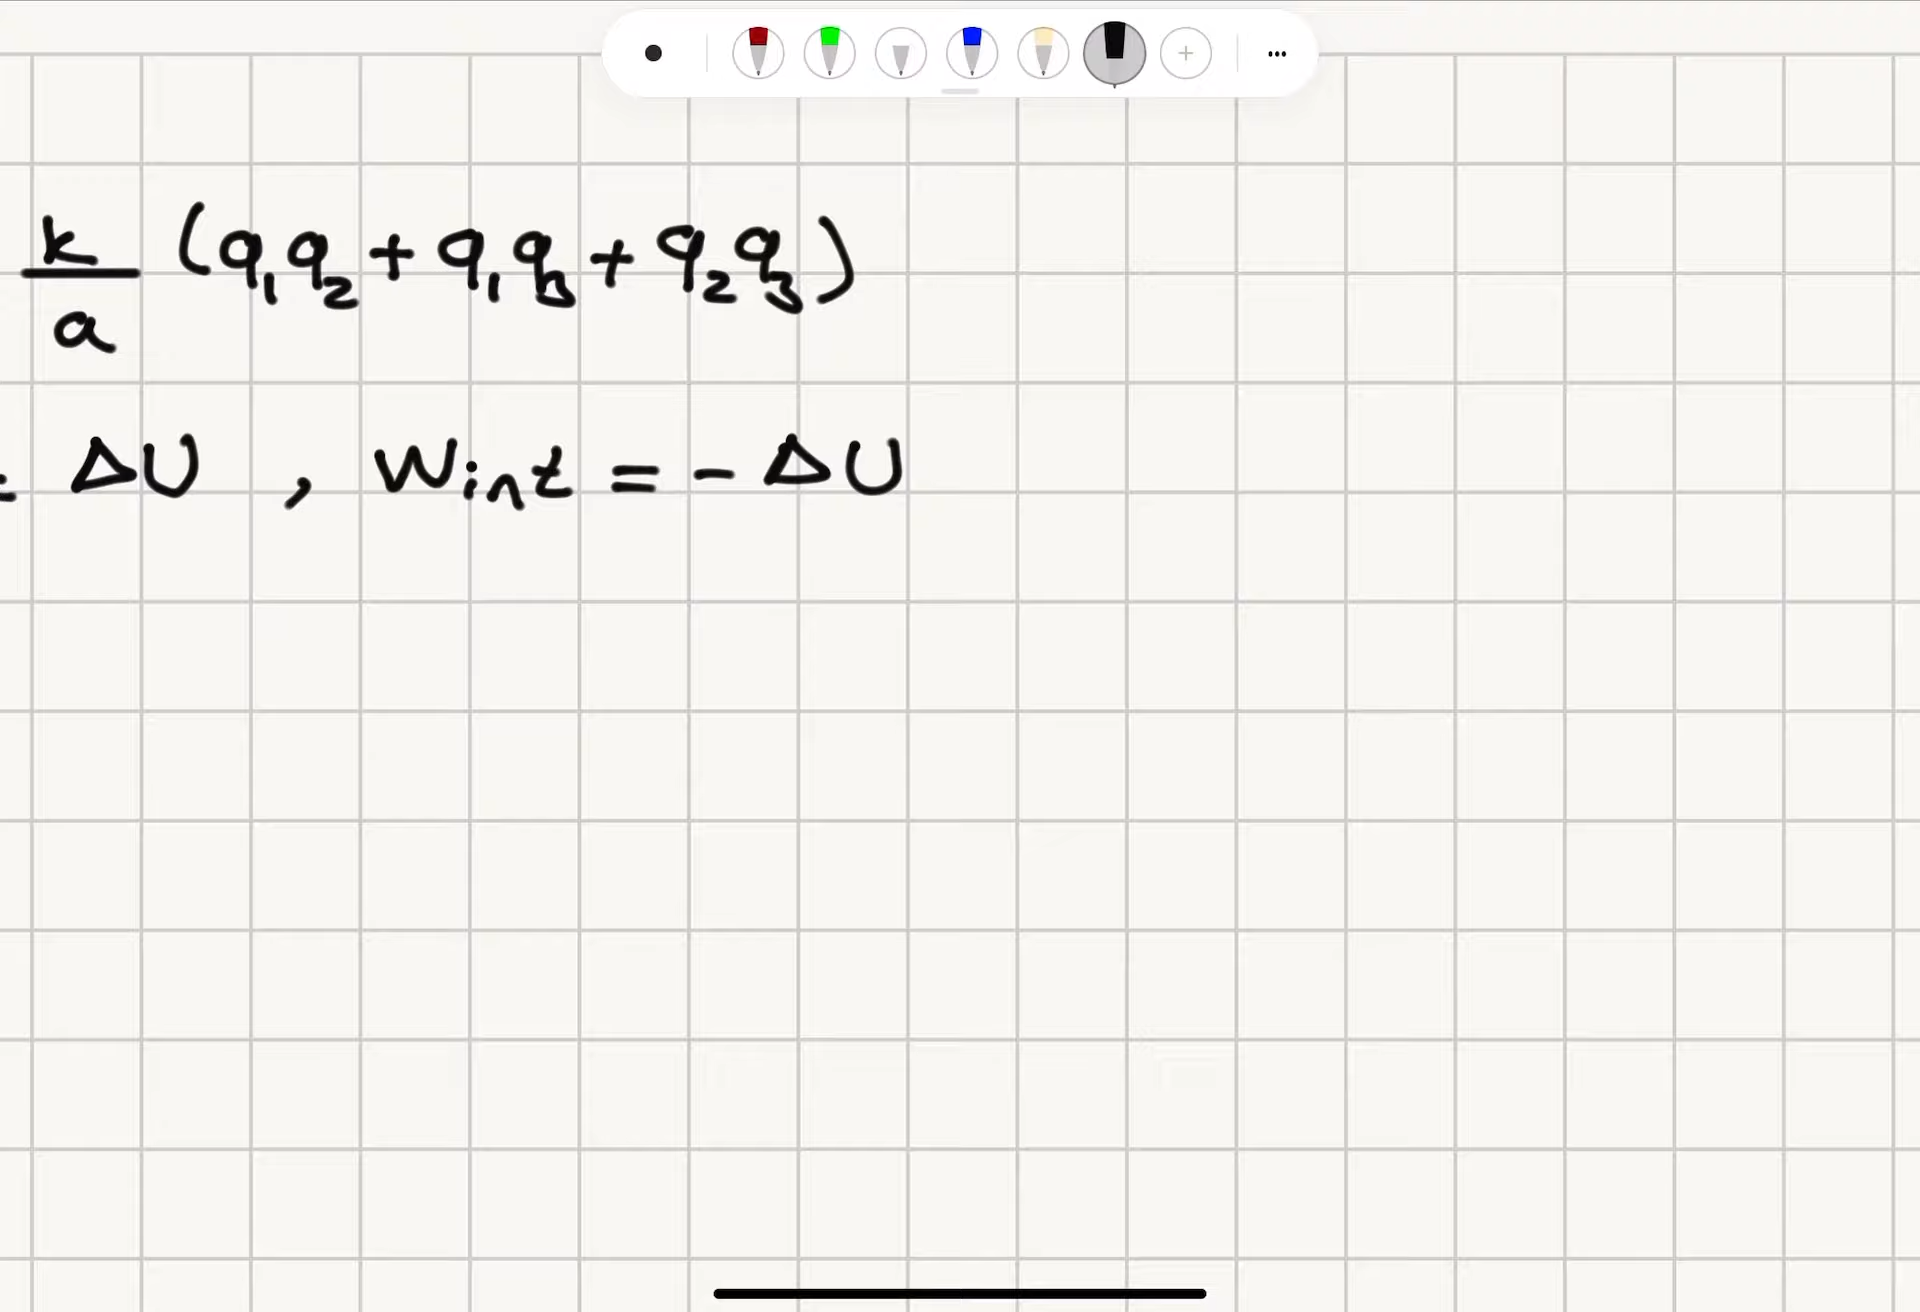 k/a (q₁q₂ + q₁q₃ + q₂q₃)
= ΔU , Wint = - ΔU